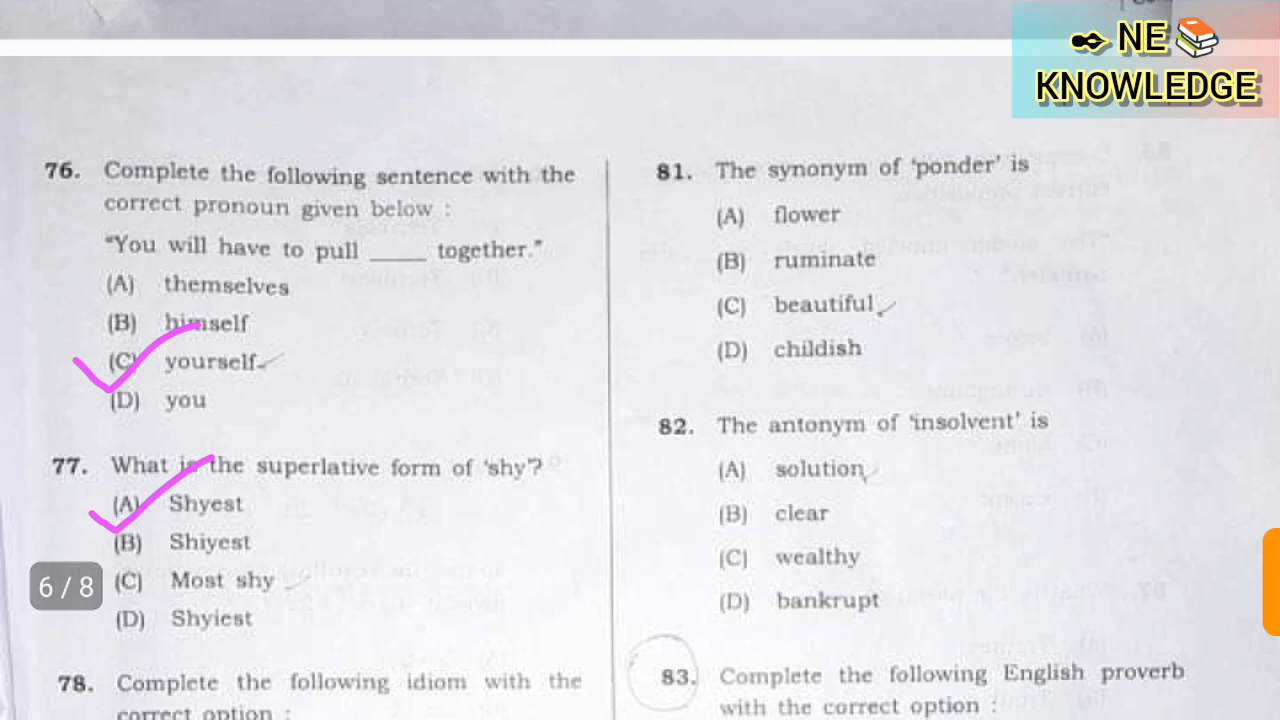 NE
KNOWLEDGE
76. Complete the following sentence with the
correct pronoun given below :
“You will have to pull ____ together.”
(A) themselves
(B) himself
(C) yourself
(D) you
77. What is the superlative form of ‘shy’?
(A) Shyest
(B) Shiyest
(C) Most shy
(D) Shyiest
78. Complete the following idiom with the
correct option :
6 / 8
81. The synonym of ‘ponder’ is
(A) flower
(B) ruminate
(C) beautiful
(D) childish
82. The antonym of ‘insolvent’ is
(A) solution
(B) clear
(C) wealthy
(D) bankrupt
83. Complete the following English proverb
with the correct option :